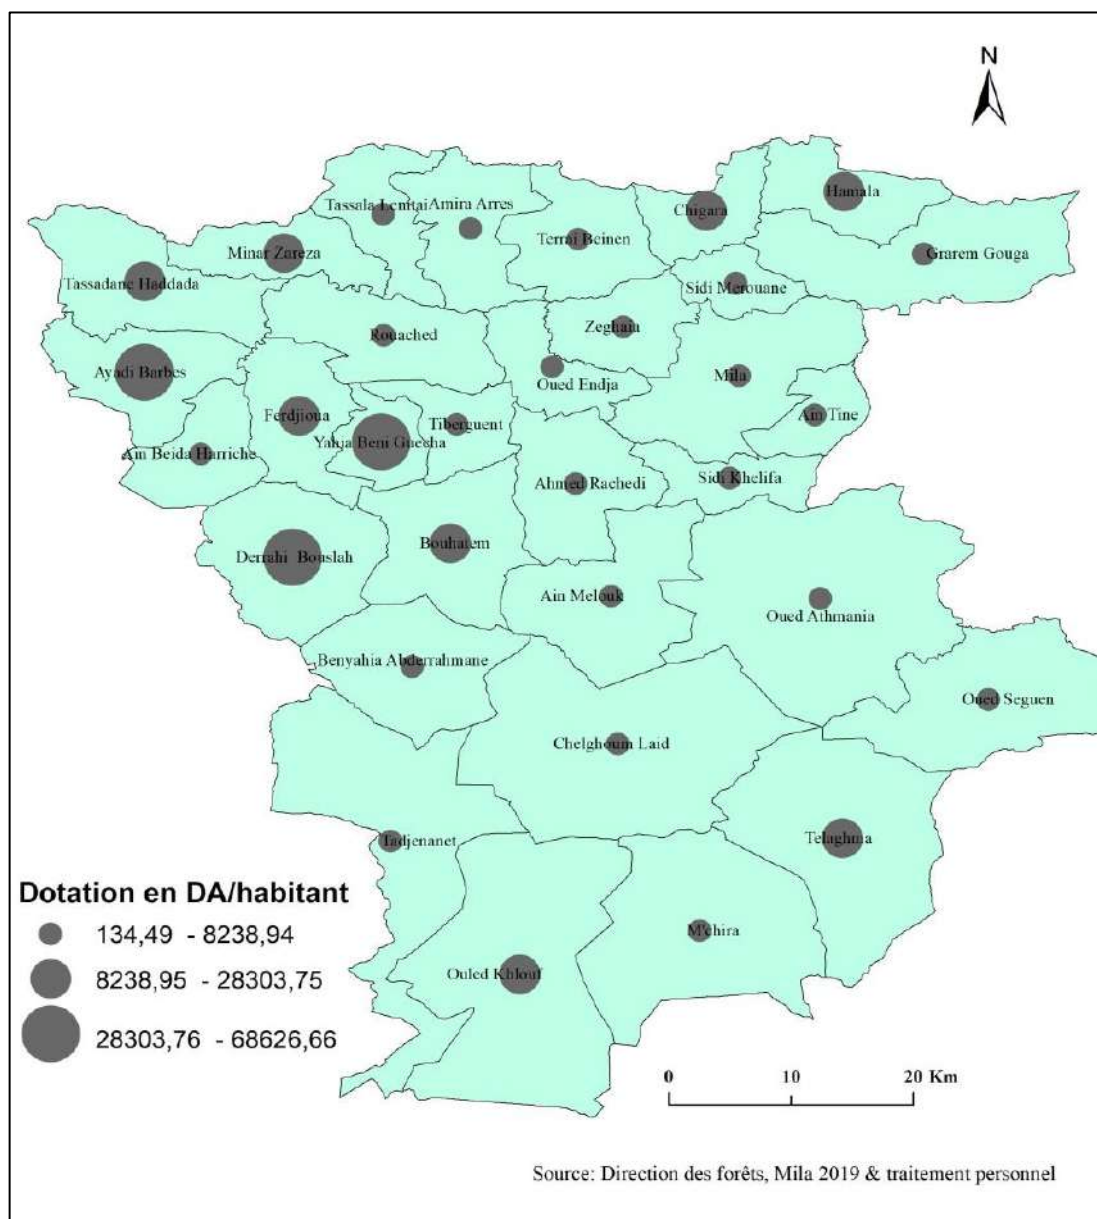 N
Hamala
Tassala Lemtai
Amira Arres
Chigara
Terrai Beinen
Minar Zareza
Grarem Gouga
Tassadane Haddada
Sidi Merouane
Rouached
Zeghaia
Ayadi Barbes
Oued Endja
Mila
Ferdjioua
Ain Tine
Tiberguent
Yahia Beni Guecha
Ain Beida Harriche
Sidi Khelifa
Ahmed Rachedi
Bouhatem
Derrahi Bouslah
Ain Melouk
Oued Athmania
Benyahia Abderrahmane
Oued Seguen
Chelghoum Laid
Telaghma
Tadjenanet
Dotation en DA/habitant
134,49 - 8238,94
M'chira
Ouled Khlouf
8238,95 - 28303,75
28303,76 - 68626,66
0 10 20 Km
Source: Direction des forêts, Mila 2019 & traitement personnel